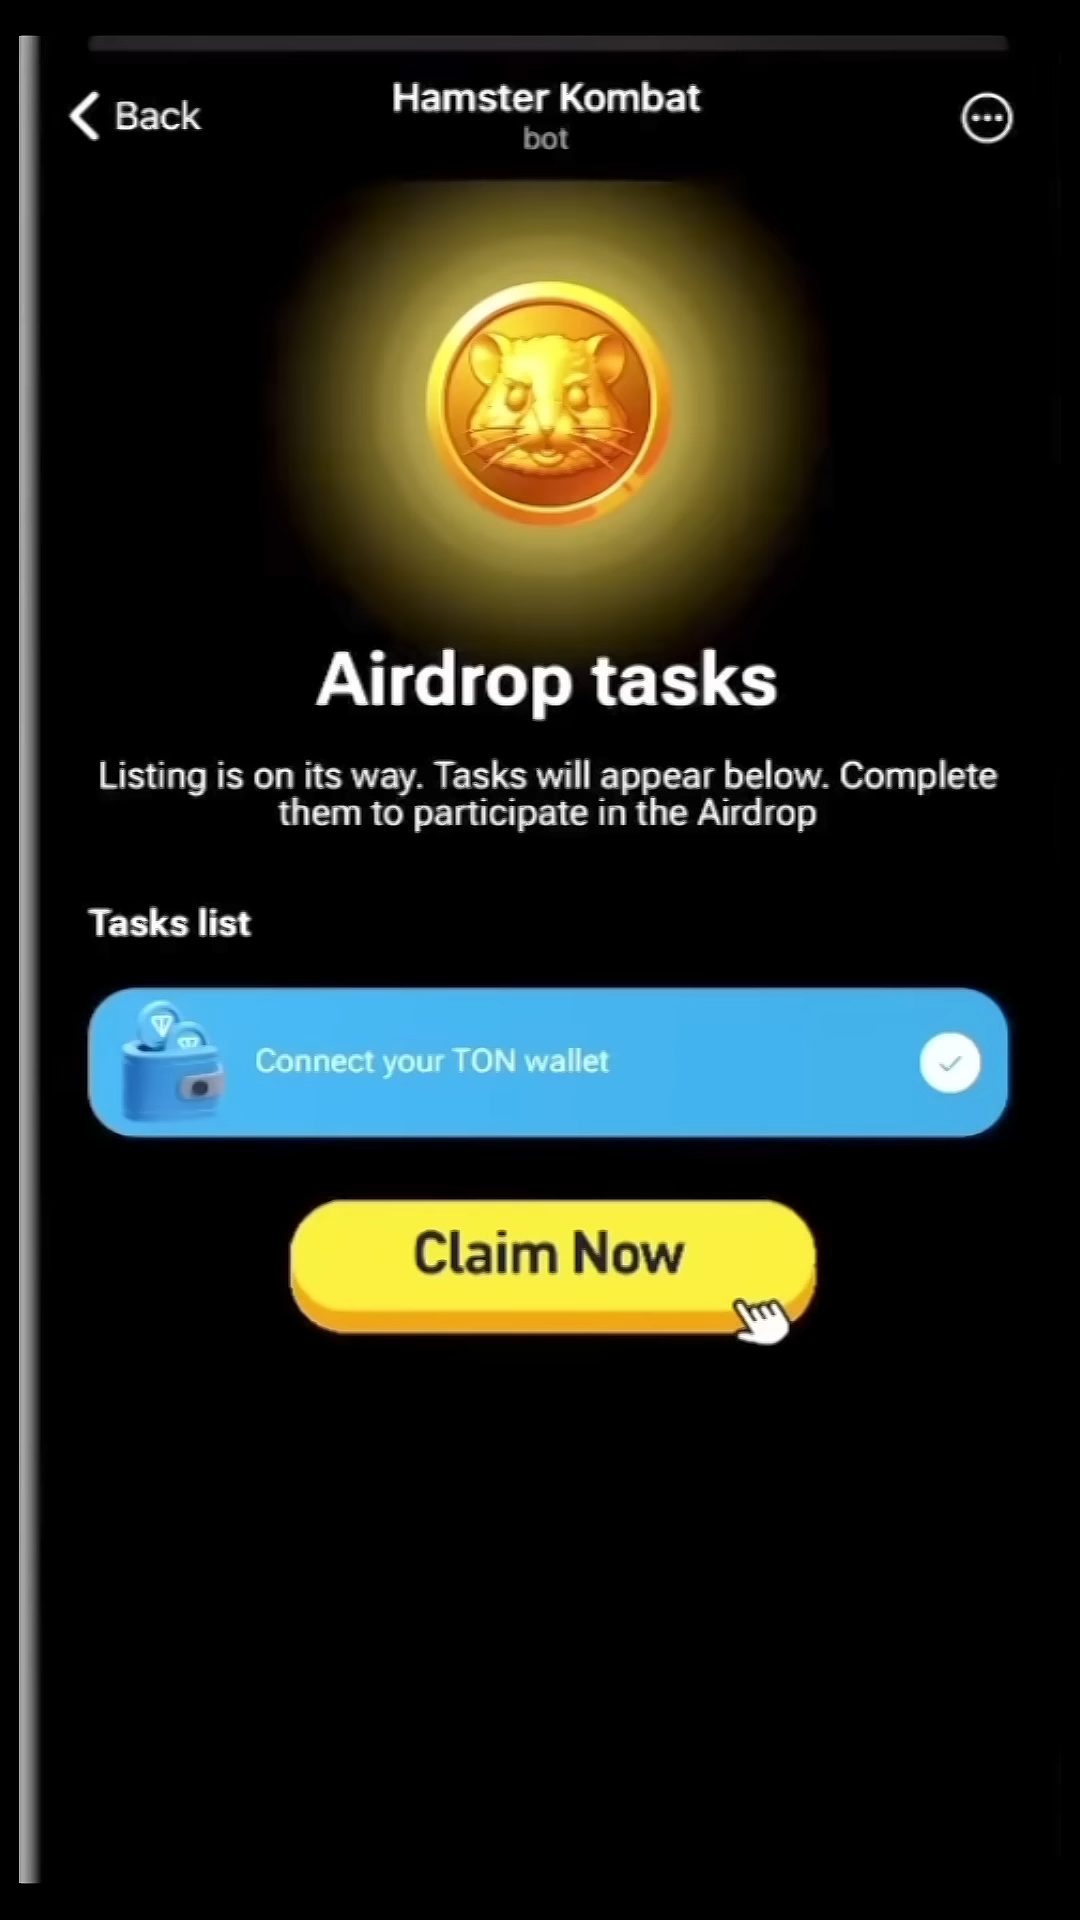 Back
Hamster Kombat
bot
Airdrop tasks
Listing is on its way. Tasks will appear below. Complete
them to participate in the Airdrop
Tasks list
Connect your TON wallet
Claim Now